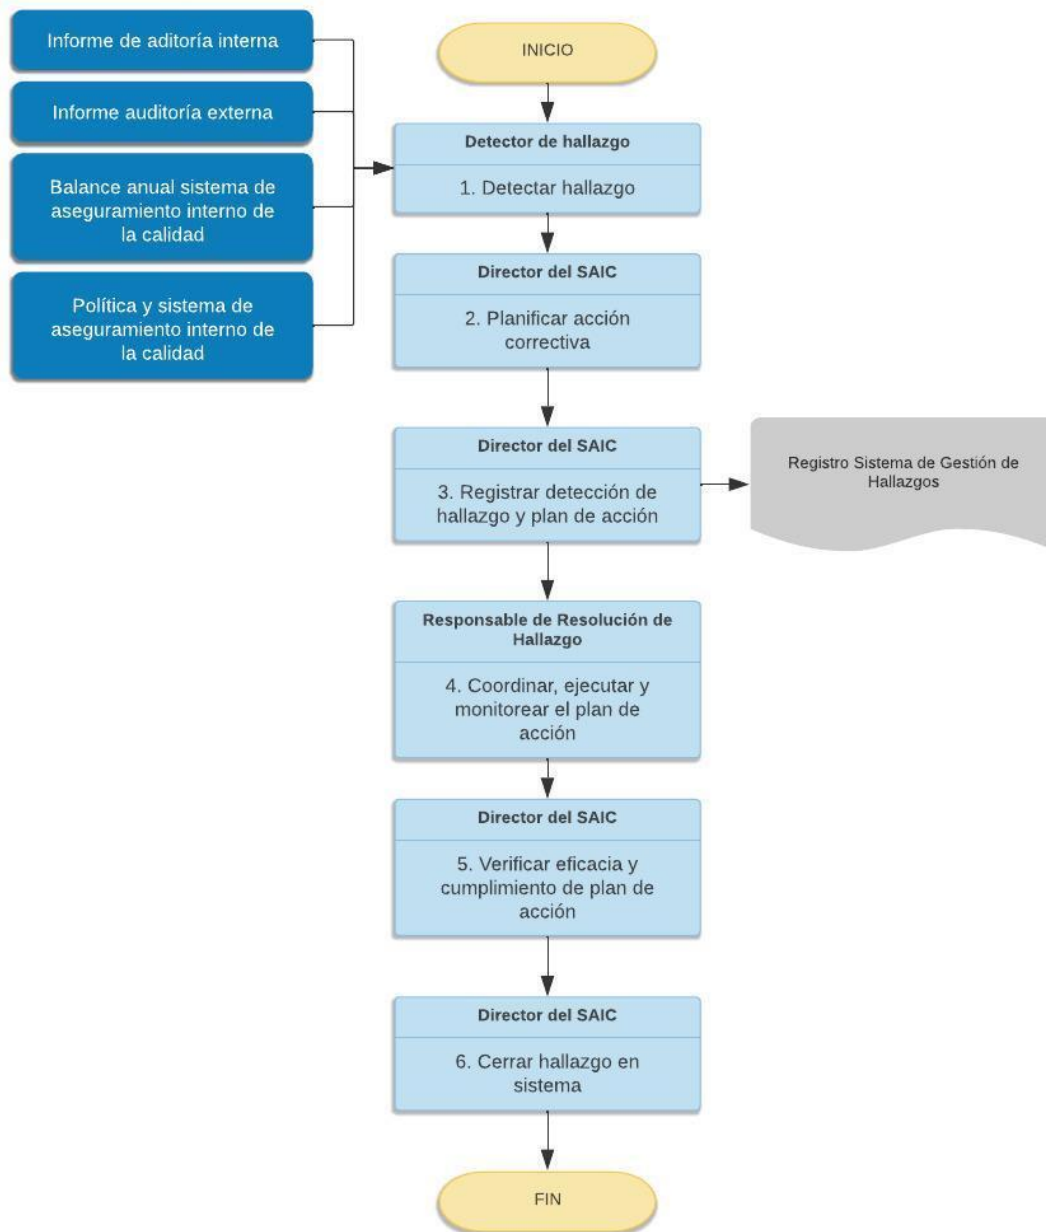 Informe de aditoría interna
Informe auditoría externa
Balance anual sistema de
aseguramiento interno de
la calidad
Política y sistema de
aseguramiento interno de
la calidad
INICIO
Detector de hallazgo
1. Detectar hallazgo
Director del SAIC
2. Planificar acción
correctiva
Director del SAIC
3. Registrar detección de
hallazgo y plan de acción
Registro Sistema de Gestión de
Hallazgos
Responsable de Resolución de
Hallazgo
4. Coordinar, ejecutar y
monitorear el plan de
acción
Director del SAIC
5. Verificar eficacia y
cumplimiento de plan de
acción
Director del SAIC
6. Cerrar hallazgo en
sistema
FIN